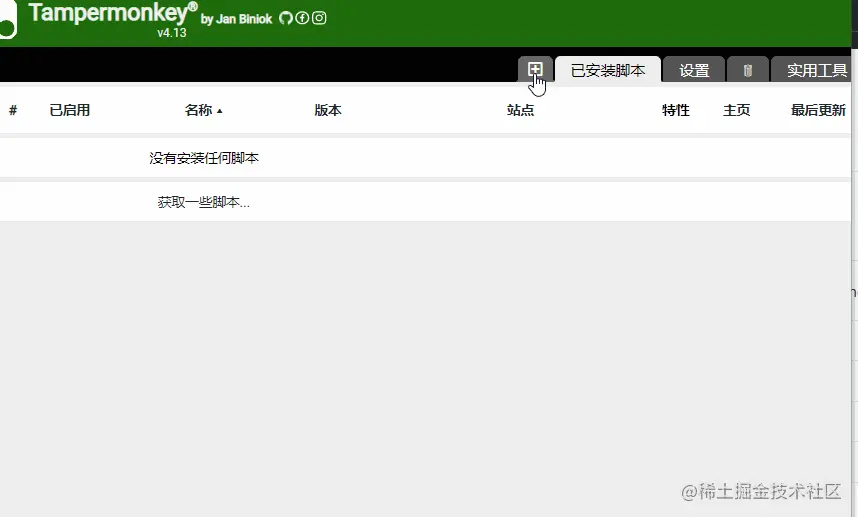 Tampermonkey® by Jan Biniok
v4.13
已安装脚本 设置 实用工具
# 已启用 名称 版本 站点 特性 主页 最后更新
没有安装任何脚本
获取一些脚本...
@稀土掘金技术社区